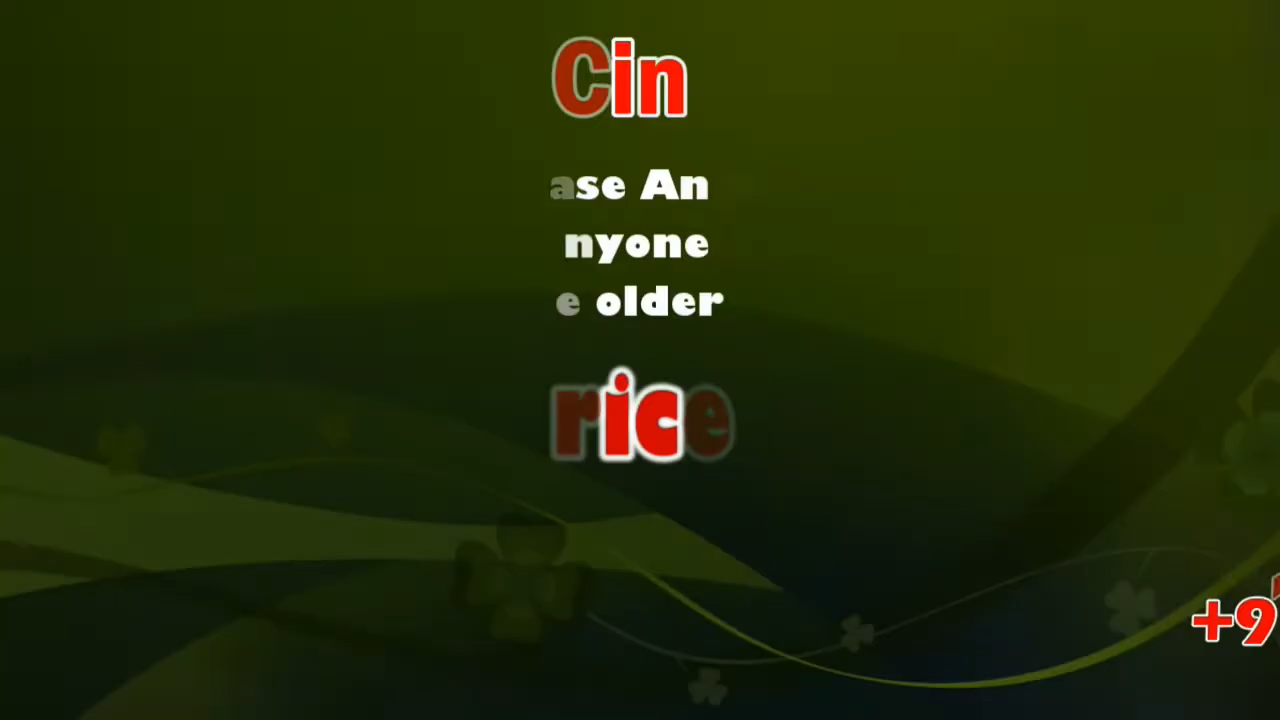 Cin
ase An
nyone
e older
rice
+9